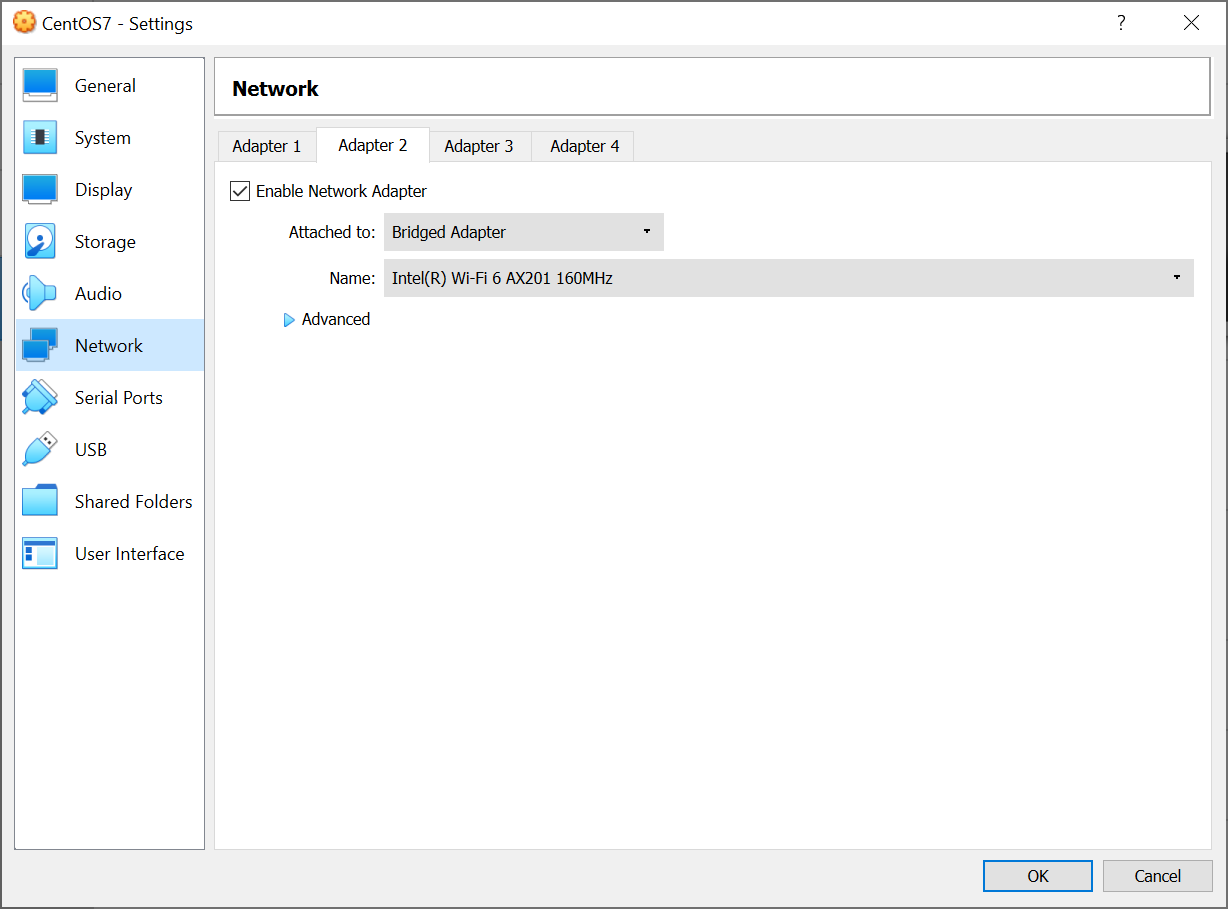 CentOS7 - Settings
?
General
System
Display
Storage
Audio
Network
Serial Ports
USB
Shared Folders
User Interface
Network
Adapter 1 Adapter 2 Adapter 3 Adapter 4
Enable Network Adapter
Attached to: Bridged Adapter
Name: Intel(R) Wi-Fi 6 AX201 160MHz
Advanced
OK Cancel